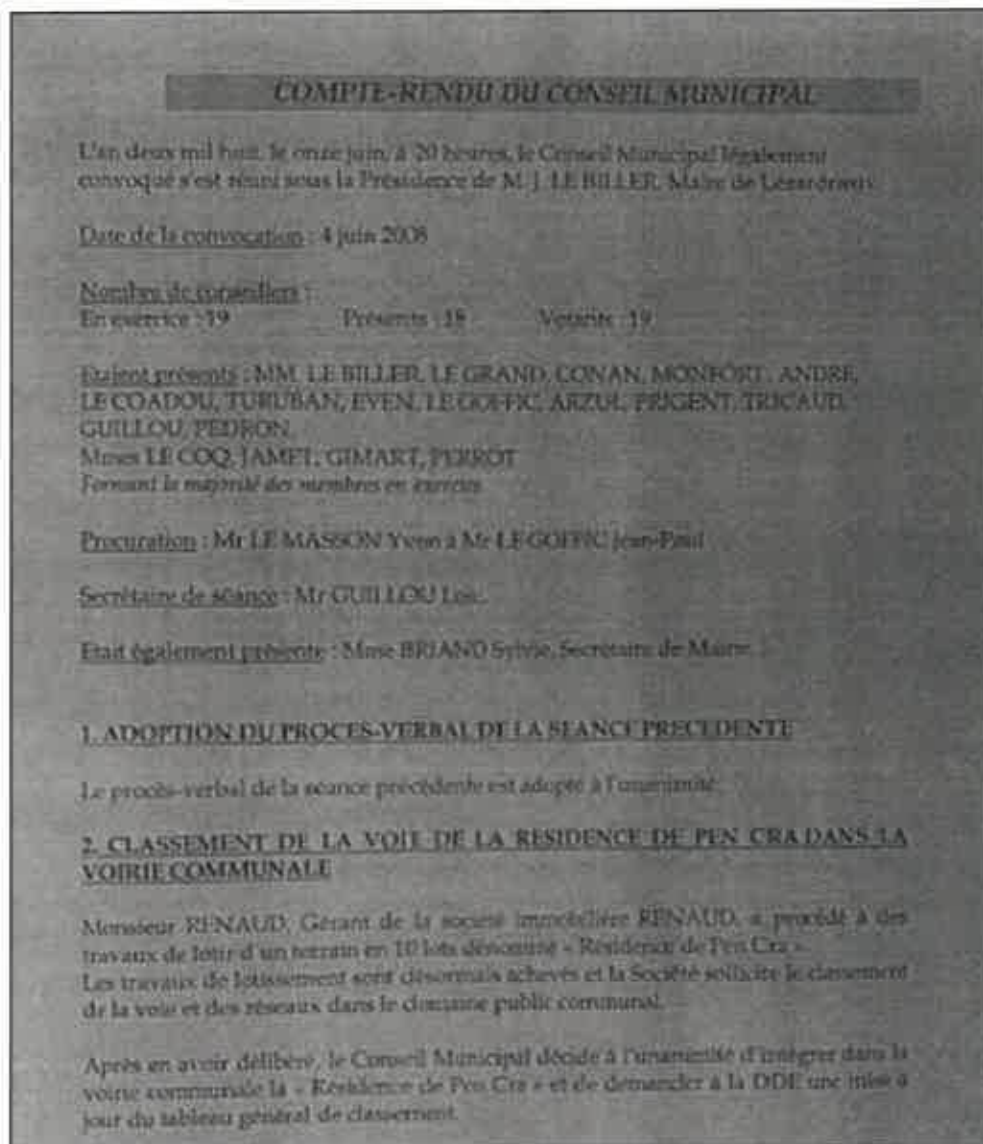 COMPTE-RENDU DU CONSEIL MUNICIPAL
L'an deux mil huit, le onze juin, à 20 heures, le Conseil Municipal légalement
convoqué s'est réuni sous la Présidence de M. J. LE BILLER, Maire de Lézardrieux.
Date de la convocation : 4 juin 2008
Nombre de conseillers :
En exercice : 19 Présents : 18 Votants : 19
Etaient présents : MM. LE BILLER, LE GRAND, CONAN, MONFORT, ANDRE,
LE COADOU, TURUBAN, EVEN, LE GOFFIC, ARZUL, PRIGENT, TRICAUD,
GUILLOU, PEDRON.
Mmes LE COQ, JAMET, GIMART, PERROT
Formant la majorité des membres en exercice
Procuration : Mr LE MASSON Yvon à Mr LE GOFFIC Jean-Paul
Secrétaire de séance : Mr GUILLOU
Etait également présente : Mme BRIAND Sylvie, Secrétaire de Mairie.
1. ADOPTION DU PROCES-VERBAL DE LA SEANCE PRECEDENTE
Le procès-verbal de la séance précédente est adopté à l'unanimité.
2. CLASSEMENT DE LA VOIE DE LA RESIDENCE DE PEN CRA DANS LA
VOIRIE COMMUNALE
Monsieur RENAUD, Gérant de la société immobilière RENAUD, a procédé à des
travaux de lotir d'un terrain en 10 lots dénommé « Résidence de Pen Cra ».
Les travaux de lotissement sont désormais achevés et la Société sollicite le classement
de la voie et des réseaux dans le domaine public communal.
Après en avoir délibéré, le Conseil Municipal décide à l'unanimité d'intégrer dans la
voirie communale la « Résidence de Pen Cra » et de demander à la DDE une mise à
jour du tableau général de classement.